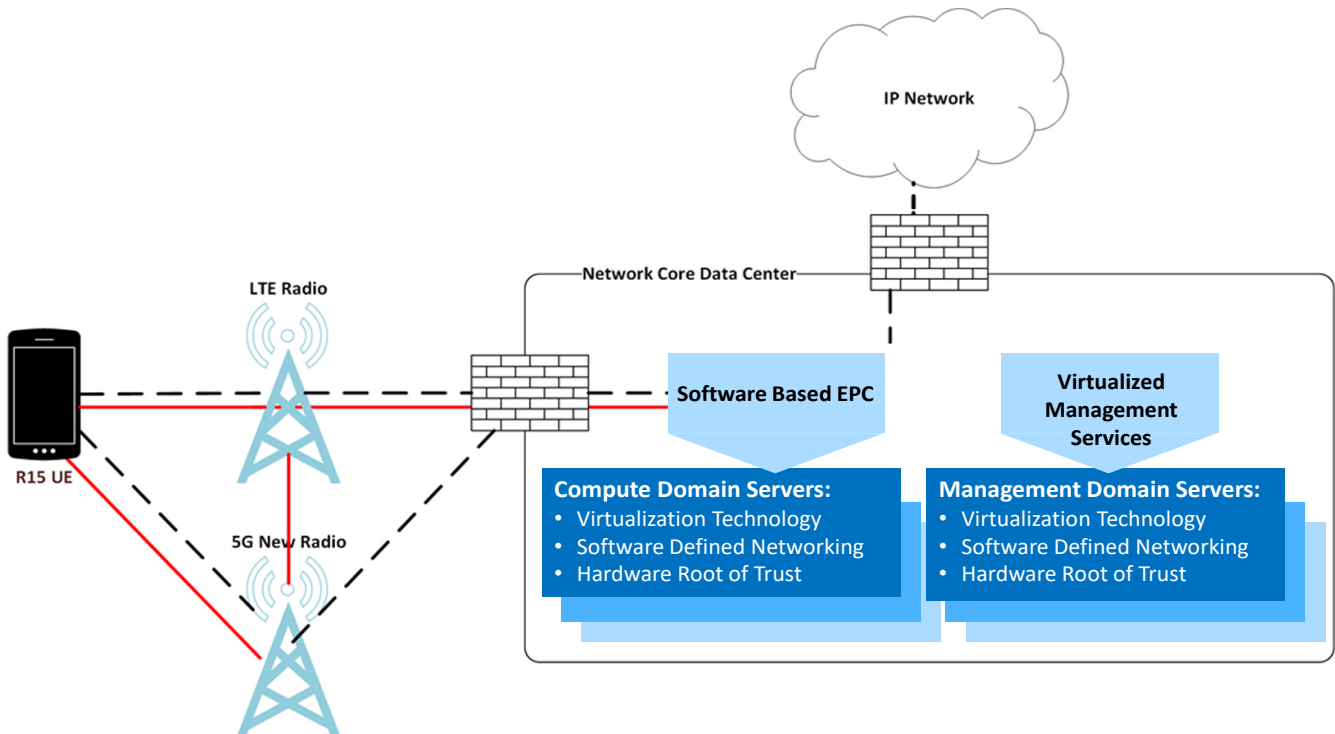 IP Network
Network Core Data Center
LTE Radio
R15 UE
5G New Radio
Software Based EPC
Virtualized
Management
Services
Compute Domain Servers:
• Virtualization Technology
• Software Defined Networking
• Hardware Root of Trust
Management Domain Servers:
• Virtualization Technology
• Software Defined Networking
• Hardware Root of Trust